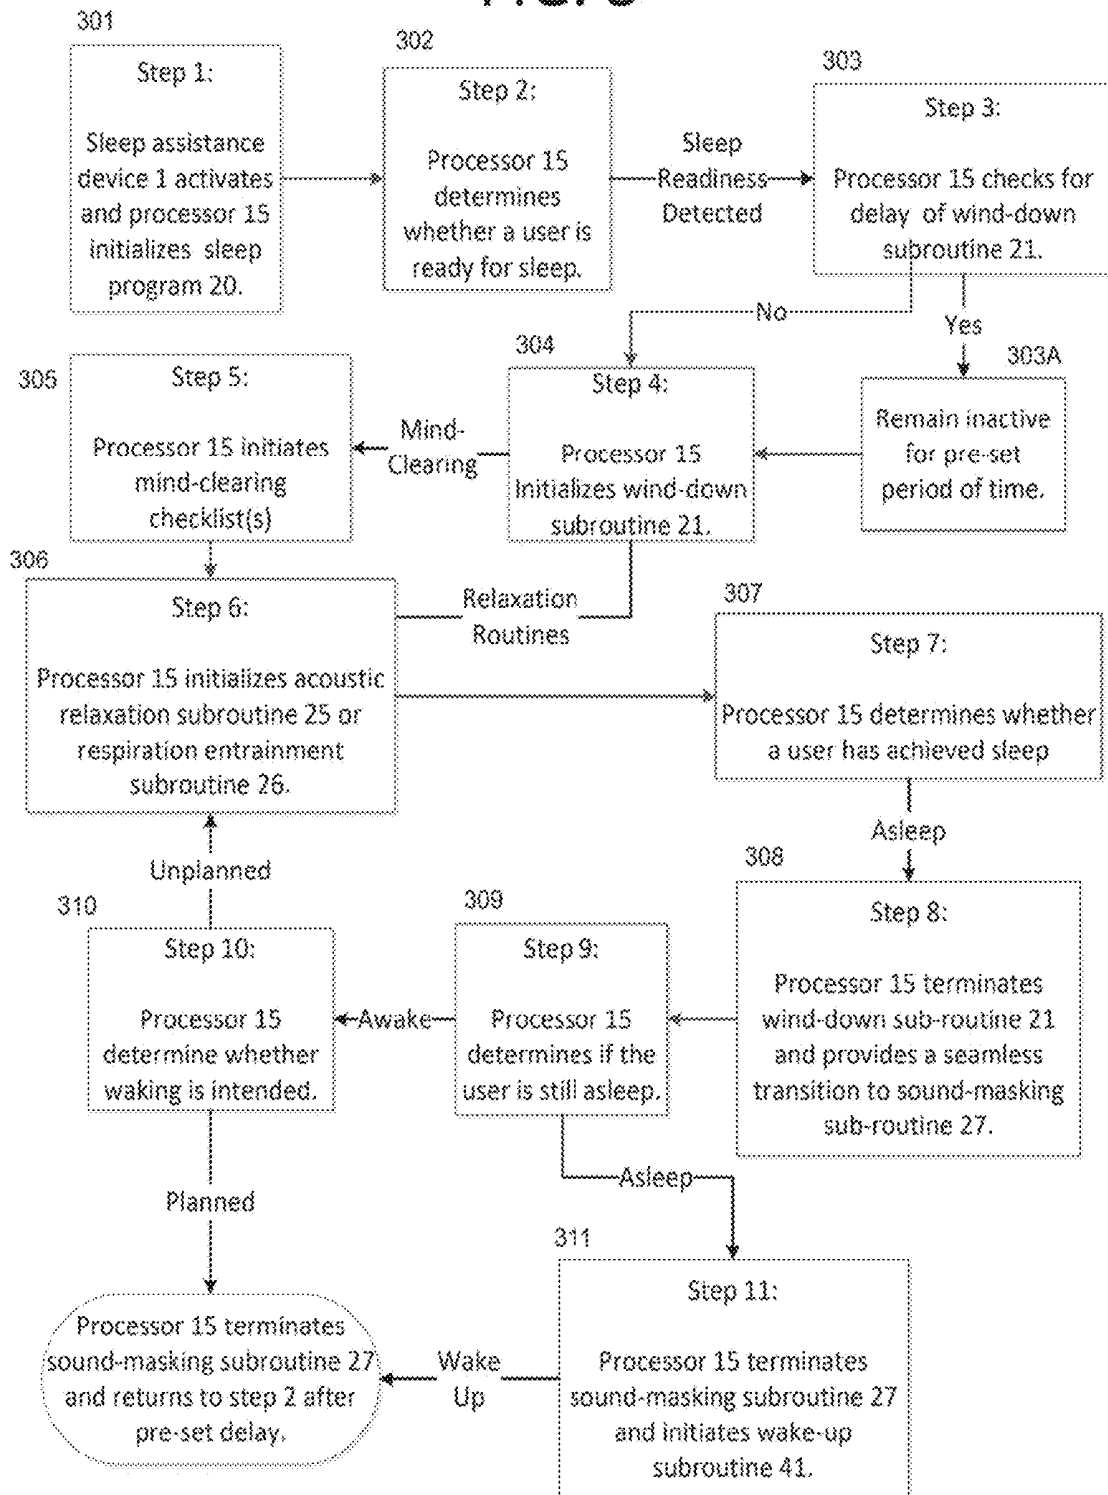 301
Step 1:
Sleep assistance
device 1 activates
and processor 15
initializes sleep
program 20.
302
Step 2:
Processor 15
determines
whether a user is
ready for sleep.
Sleep
Readiness
Detected
303
Step 3:
Processor 15 checks for
delay of wind-down
subroutine 21.
No
Yes
303A
Remain inactive
for pre-set
period of time.
304
Step 4:
Processor 15
Initializes wind-down
subroutine 21.
Mind-
Clearing
305
Step 5:
Processor 15 initiates
mind-clearing
checklist(s)
306
Step 6:
Processor 15 initializes acoustic
relaxation subroutine 25 or
respiration entrainment
subroutine 26.
Relaxation
Routines
307
Step 7:
Processor 15 determines whether
a user has achieved sleep
Asleep
308
Step 8:
Processor 15 terminates
wind-down sub-routine 21
and provides a seamless
transition to sound-masking
sub-routine 27.
309
Step 9:
Processor 15
determines if the
user is still asleep.
Awake
310
Step 10:
Processor 15
determine whether
waking is intended.
Unplanned
Planned
Asleep
311
Step 11:
Processor 15 terminates
sound-masking subroutine 27
and initiates wake-up
subroutine 41.
Wake
Up
Processor 15 terminates
sound-masking subroutine 27
and returns to step 2 after
pre-set delay.